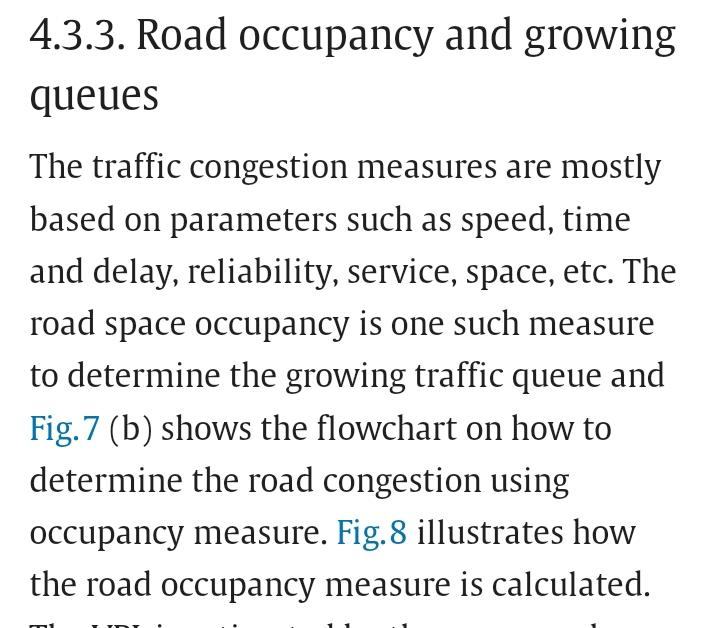 4.3.3. Road occupancy and growing
queues
The traffic congestion measures are mostly
based on parameters such as speed, time
and delay, reliability, service, space, etc. The
road space occupancy is one such measure
to determine the growing traffic queue and
Fig. 7 (b) shows the flowchart on how to
determine the road congestion using
occupancy measure. Fig. 8 illustrates how
the road occupancy measure is calculated.